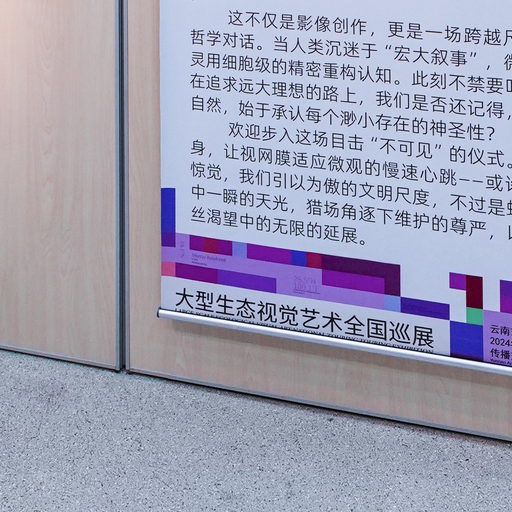 这不仅是影像创作，更是一场跨越
哲学对话。当人类沉迷于“宏大叙事”，微
灵用细胞级的精密重构认知。此刻不禁要叩
在追求远大理想的路上，我们是否还记得，
自然，始于承认每个渺小存在的神圣性？
欢迎步入这场目击“不可见”的仪式。
身，让视网膜适应微观的慢速心跳——或许
惊觉，我们引以为傲的文明尺度，不过是
中一瞬的天光，猎场角逐下维护的尊严，以
丝渴望中的无限的延展。
大型生态视觉艺术全国巡展
云南
2024
传播